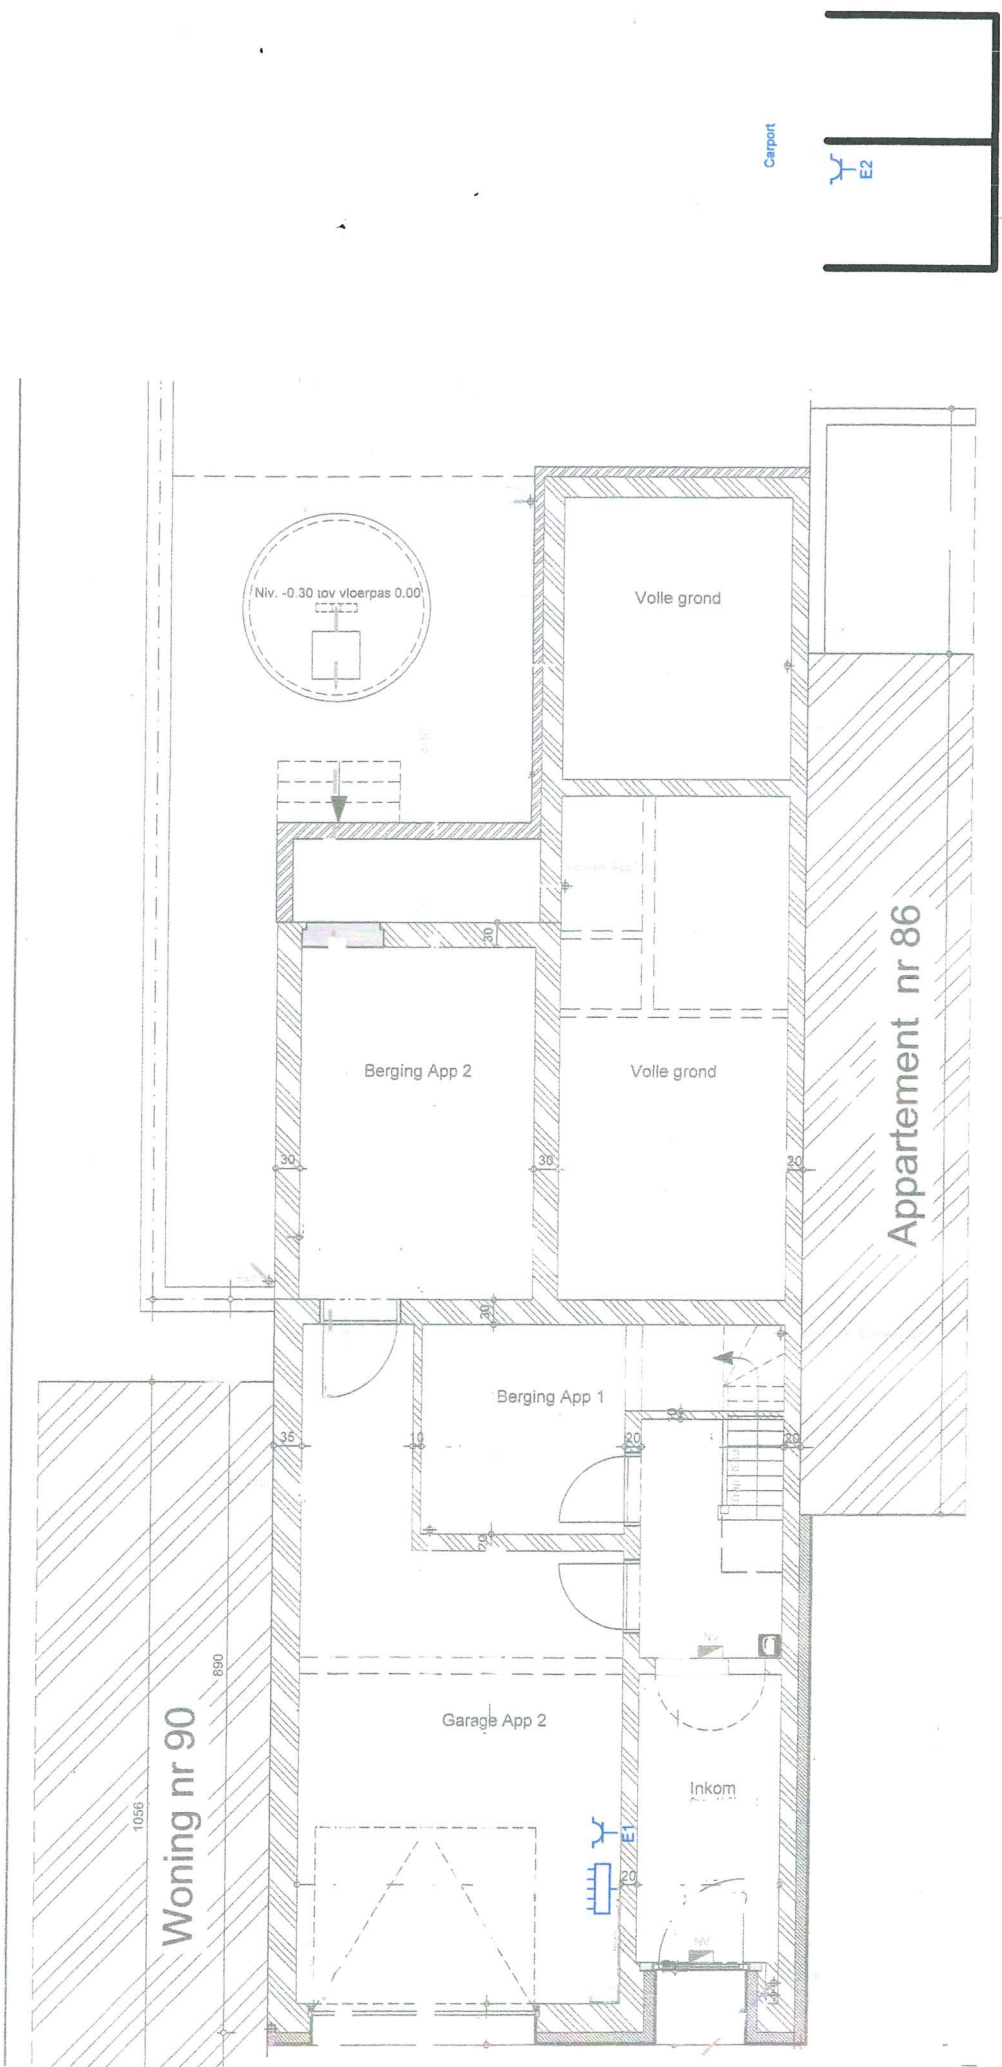 Carport
E2
Niv. -0.30 tov vloerpas 0.00
Volle grond
30
Appartement nr 86
Berging App 2
Volle grond
30
30
20
30
Berging App 1
35
10
20
10
20
20
890
1056
Woning nr 90
NV
Garage App 2
Inkom
E1
20
NV